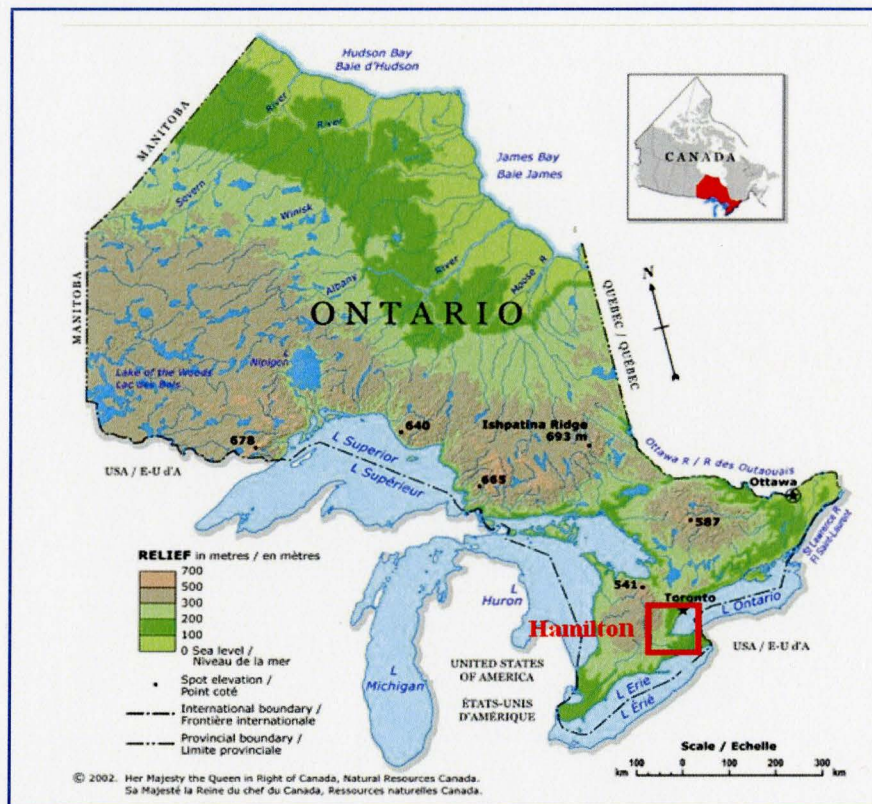 Hudson Bay
Baie d'Hudson
MANITOBA
River
River
James Bay
Baie James
CANADA
Severn
Winisk
Albany
River
Moose R
N
ONTARIO
MANITOBA
QUEBEC / QUÉBEC
L
Nipigon
Lake of the Woods
Lac des Bois
640
Ishpatina Ridge
693 m
678
L Superior
L Supérieur
665
USA / E-U d'A
Ottawa R / R des Outaouais
Ottawa
587
St Lawrence R
Fl Saint-Laurent
RELIEF in metres / en mètres
700
500
300
200
100
0 Sea level /
Niveau de la mer
541
Toronto
L Ontario
L
Huron
Hamilton
USA / E-U d'A
L
Michigan
UNITED STATES
OF AMERICA
ÉTATS-UNIS
D'AMÉRIQUE
L Erie
L Érié
Spot elevation /
Point coté
International boundary /
Frontière internationale
Provincial boundary /
Limite provinciale
Scale / Echelle
km 100 0 100 200 300 km
© 2002. Her Majesty the Queen in Right of Canada, Natural Resources Canada.
Sa Majesté la Reine du chef du Canada, Ressources naturelles Canada.